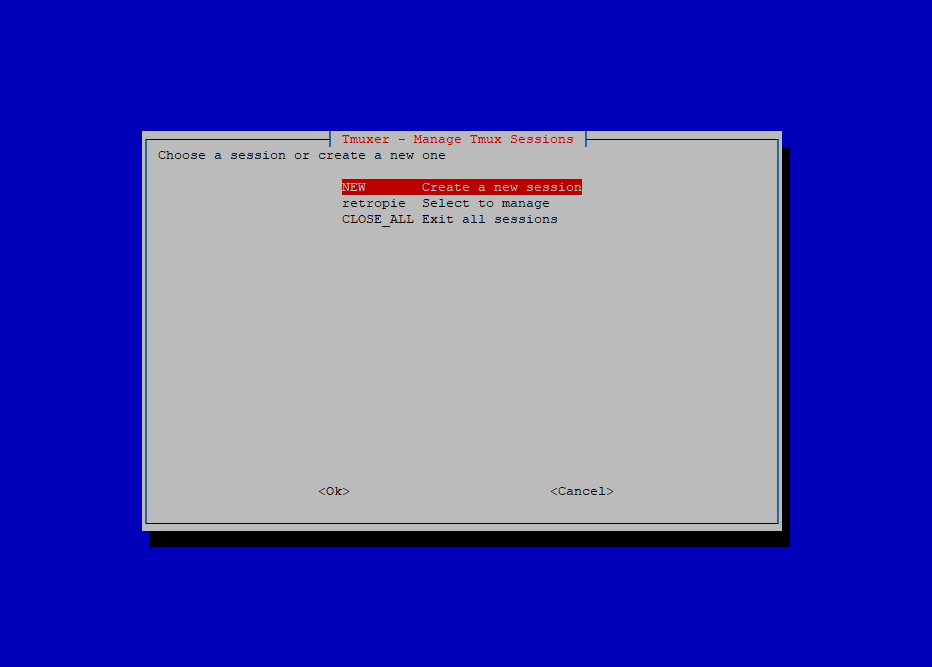 Tmuxer - Manage Tmux Sessions
Choose a session or create a new one
NEW Create a new session
retropie Select to manage
CLOSE_ALL Exit all sessions
<Ok> <Cancel>